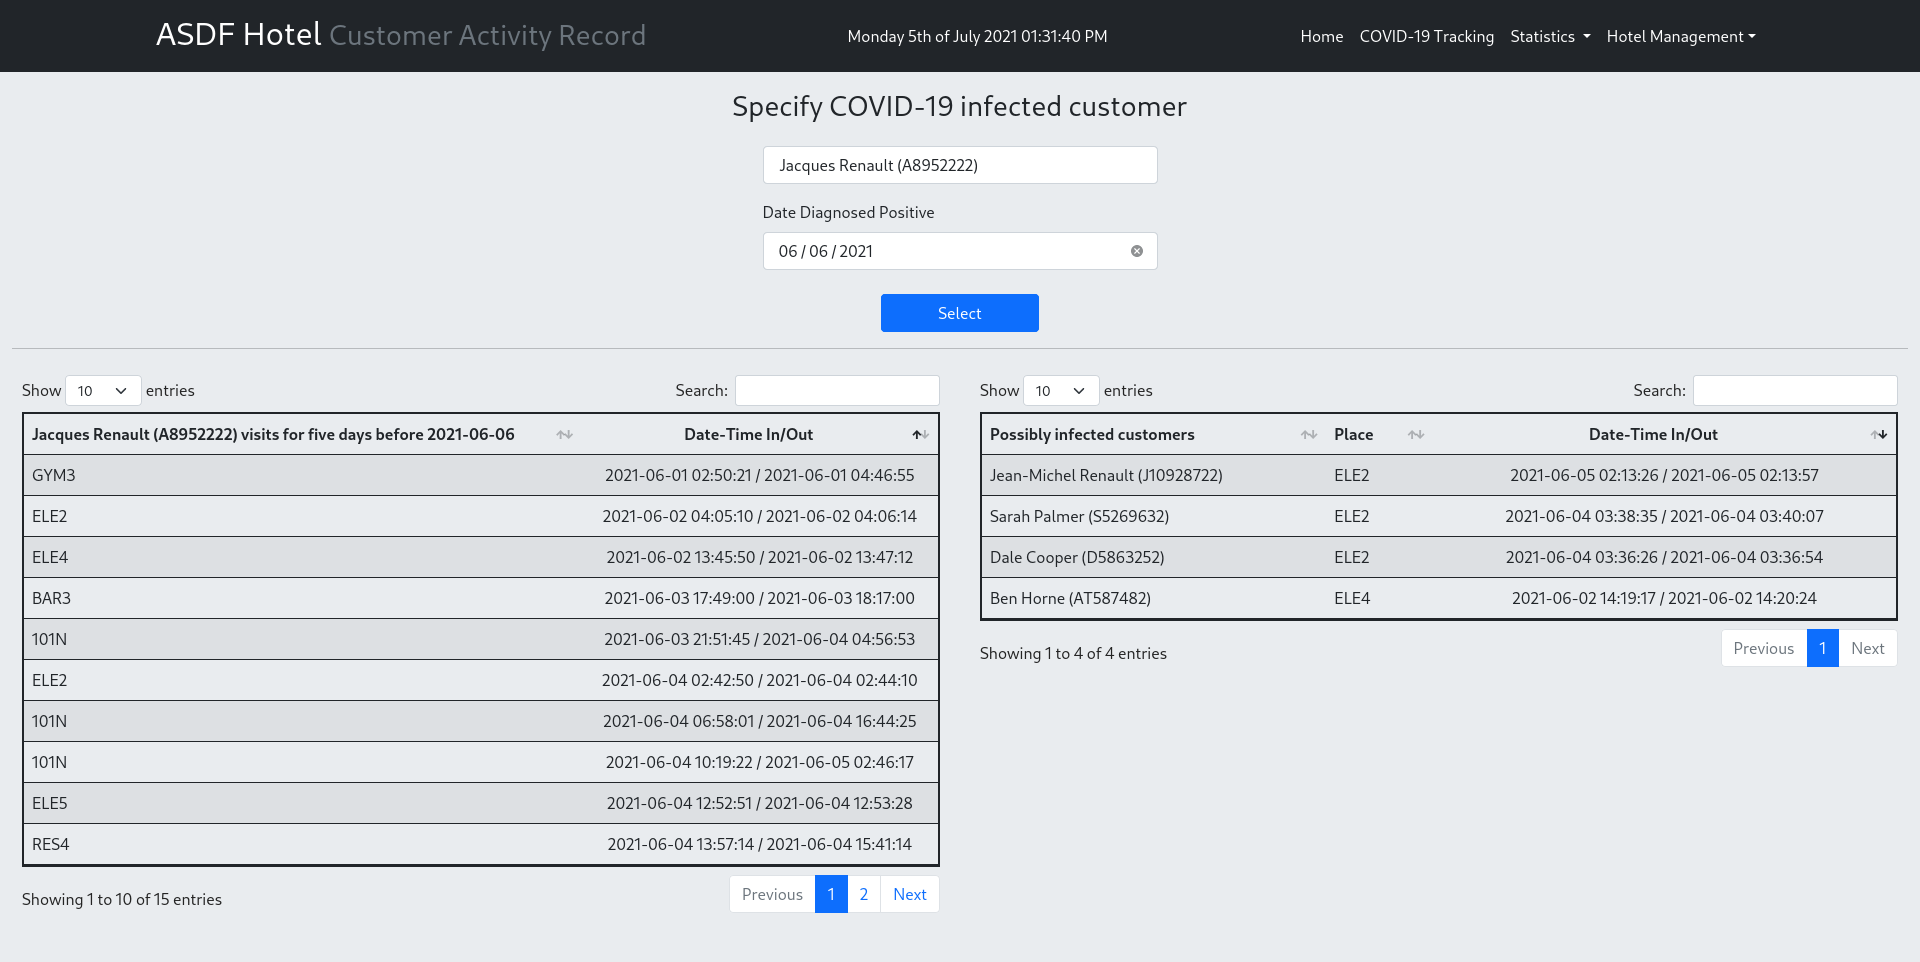 ASDF Hotel Customer Activity Record
Monday 5th of July 2021 01:31:40 PM
Home COVID-19 Tracking Statistics Hotel Management
Specify COVID-19 infected customer
Jacques Renault (A8952222)
Date Diagnosed Positive
06 / 06 / 2021
Select
Show 10 entries Search:
Jacques Renault (A8952222) visits for five days before 2021-06-06 Date-Time In/Out
GYM3 2021-06-01 02:50:21 / 2021-06-01 04:46:55
ELE2 2021-06-02 04:05:10 / 2021-06-02 04:06:14
ELE4 2021-06-02 13:45:50 / 2021-06-02 13:47:12
BAR3 2021-06-03 17:49:00 / 2021-06-03 18:17:00
101N 2021-06-03 21:51:45 / 2021-06-04 04:56:53
ELE2 2021-06-04 02:42:50 / 2021-06-04 02:44:10
101N 2021-06-04 06:58:01 / 2021-06-04 16:44:25
101N 2021-06-04 10:19:22 / 2021-06-05 02:46:17
ELE5 2021-06-04 12:52:51 / 2021-06-04 12:53:28
RES4 2021-06-04 13:57:14 / 2021-06-04 15:41:14
Showing 1 to 10 of 15 entries
Previous 1 2 Next
Show 10 entries Search:
Possibly infected customers Place Date-Time In/Out
Jean-Michel Renault (J10928722) ELE2 2021-06-05 02:13:26 / 2021-06-05 02:13:57
Sarah Palmer (S5269632) ELE2 2021-06-04 03:38:35 / 2021-06-04 03:40:07
Dale Cooper (D5863252) ELE2 2021-06-04 03:36:26 / 2021-06-04 03:36:54
Ben Horne (AT587482) ELE4 2021-06-02 14:19:17 / 2021-06-02 14:20:24
Showing 1 to 4 of 4 entries
Previous 1 Next